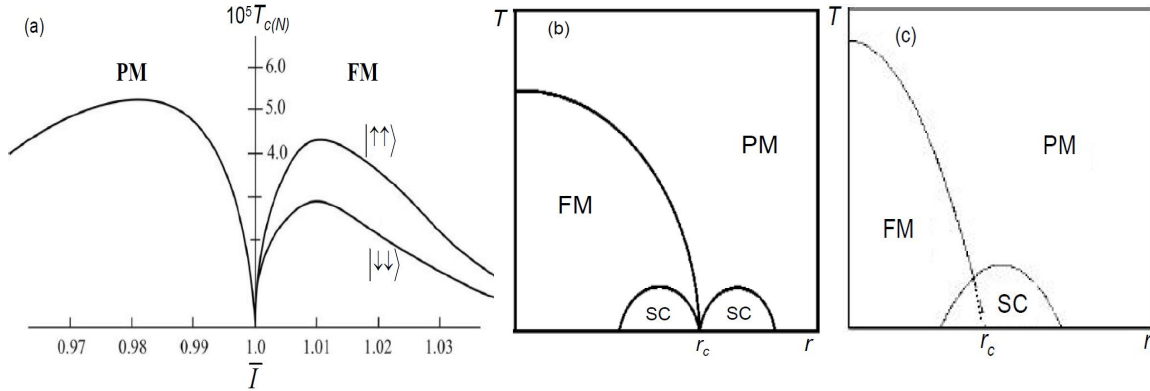 (a)
10⁵T_c(N)
6.0
PM
FM
5.0
4.0
|↑↑⟩
|↓↓⟩
0.97 0.98 0.99 1.0 1.01 1.02 1.03
Ī
T
(b)
PM
FM
SC SC
r_c r
T
(c)
PM
FM
SC
r_c r